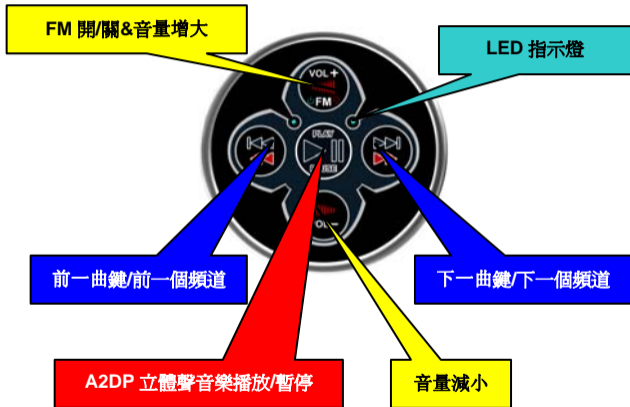 FM 開/關&音量增大
LED 指示燈
VOL+
FM
PLAY
前一曲鍵/前一個頻道
下一曲鍵/下一個頻道
A2DP 立體聲音樂播放/暫停
音量減小